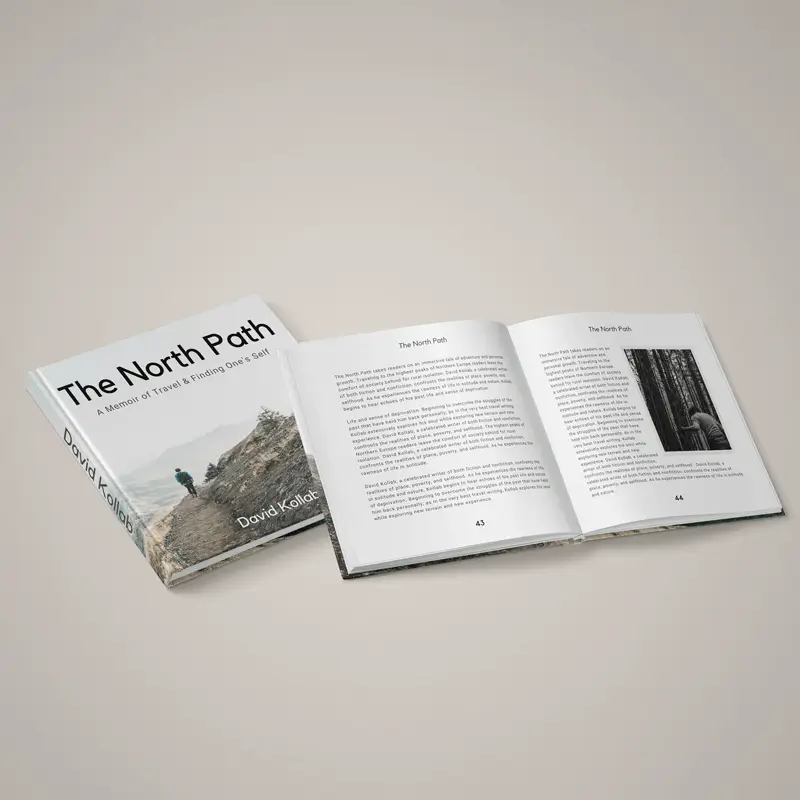 The North Path
A Memoir of Travel & Finding One's Self
David Kollab
David Kollab
The North Path
The North Path takes readers on an immersive tale of adventure and personal
growth. Traveling to the highest peaks of Northern Europe readers leave the
comfort of society behind for rural isolation. David Kollab, a celebrated writer
of both fiction and nonfiction, confronts the realities of place, poverty, and
selfhood. As he experiences the rawness of life in solitude and nature, Kollab
begins to hear echoes of his past life and sense of deprivation.
Life and sense of deprivation. Beginning to overcome the struggles of the
past that have held him back personally, as in the very best travel writing,
Kollab extensively explores his soul while exploring new terrain and new
experience. David Kollab, a celebrated writer of both fiction and nonfiction,
confronts the realities of place, poverty, and selfhood. The highest peaks of
Northern Europe readers leave the comfort of society behind for rural
isolation. David Kollab, a celebrated writer of both fiction and nonfiction,
confronts the realities of place, poverty, and selfhood. As he experiences the
rawness of life in solitude.
David Kollab, a celebrated writer of both fiction and nonfiction, confronts the
realities of place, poverty, and selfhood. As he experiences the rawness of life
in solitude and nature, Kollab begins to hear echoes of his past life and sense
of deprivation. Beginning to overcome the struggles of the past that have held
him back personally, as in the very best travel writing, Kollab explores his soul
while exploring new terrain and new experience.
43
The North Path
The North Path takes readers on an
immersive tale of adventure and
personal growth. Traveling to the
highest peaks of Northern Europe
readers leave the comfort of society
behind for rural isolation. David Kollab,
a celebrated writer of both fiction and
nonfiction, confronts the realities of
place, poverty, and selfhood. As he
experiences the rawness of life in
solitude and nature, Kollab begins to
hear echoes of his past life and sense
of deprivation. Beginning to overcome
the struggles of the past that have
held him back personally, as in the
very best travel writing, Kollab
extensively explores his soul while
exploring new terrain and new
experience. David Kollab, a celebrated
writer of both fiction and nonfiction,
confronts the realities of place, poverty, and selfhood. David Kollab, a
celebrated writer of both fiction and nonfiction, confronts the realities of
place, poverty, and selfhood. As he experiences the rawness of life in solitude
and nature.
44